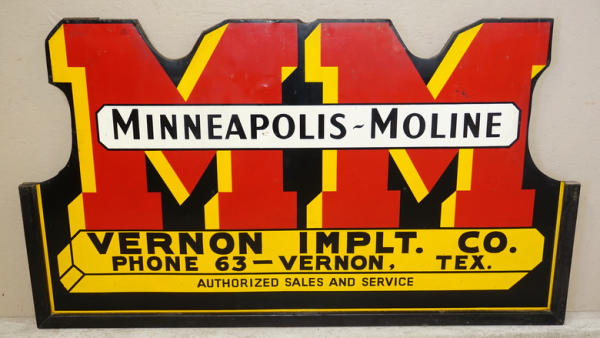 MM
MINNEAPOLIS~MOLINE
VERNON IMPLT. CO.
PHONE 63—VERNON, TEX.
AUTHORIZED SALES AND SERVICE